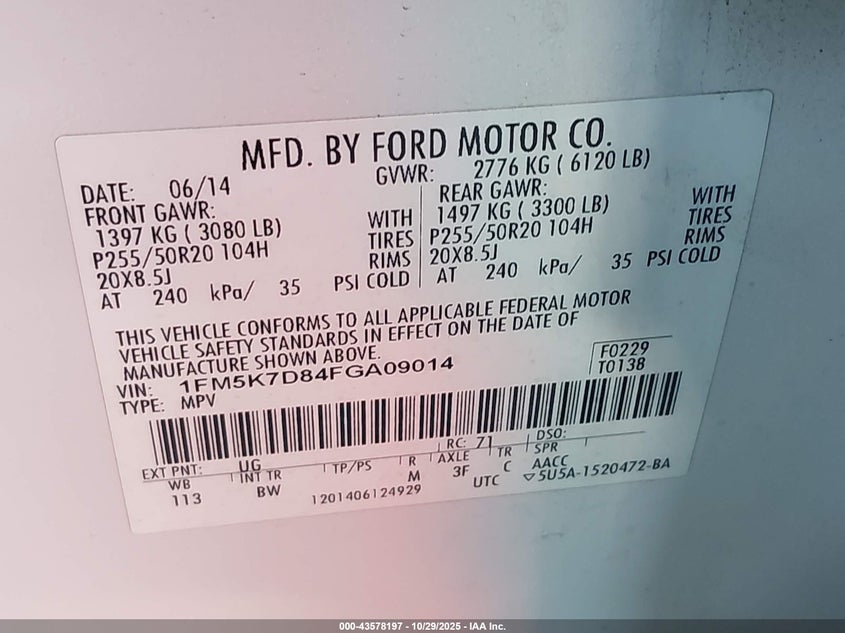 MFD. BY FORD MOTOR CO.
DATE: 06/14 GVWR: 2776 KG ( 6120 LB)
FRONT GAWR: REAR GAWR:
1397 KG ( 3080 LB) WITH 1497 KG ( 3300 LB) WITH
P255/50R20 104H TIRES P255/50R20 104H TIRES
20X8.5J RIMS 20X8.5J RIMS
AT 240 kPa/ 35 PSI COLD AT 240 kPa/ 35 PSI COLD
THIS VEHICLE CONFORMS TO ALL APPLICABLE FEDERAL MOTOR
VEHICLE SAFETY STANDARDS IN EFFECT ON THE DATE OF
MANUFACTURE SHOWN ABOVE.
VIN: 1FM5K7D84FGA09014 F0229
TYPE: MPV T0138
EXT PNT: UG RC: 71 DSO:
WB INT TR TP/PS R AXLE TR SPR
113 BW M 3F C AACC
1201406124929 UTC ▽5U5A-1520472-BA
000-43578197 - 10/29/2025 - IAA Inc.